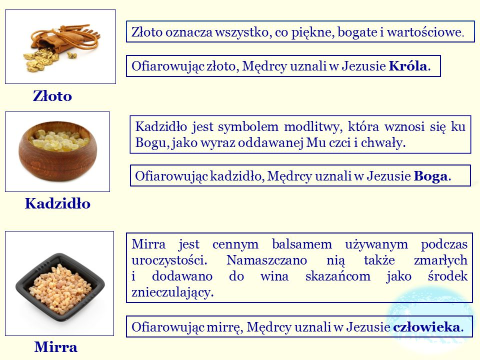 Złoto oznacza wszystko, co piękne, bogate i wartościowe.
Ofiarowując złoto, Mędrcy uznali w Jezusie Króla.
Złoto
Kadzidło jest symbolem modlitwy, która wznosi się ku
Bogu, jako wyraz oddawanej Mu czci i chwały.
Ofiarowując kadzidło, Mędrcy uznali w Jezusie Boga.
Kadzidło
Mirra jest cennym balsamem używanym podczas
uroczystości. Namaszczano nią także zmarłych
i dodawano do wina skazańcom jako środek
znieczulający.
Ofiarowując mirrę, Mędrcy uznali w Jezusie człowieka.
Mirra